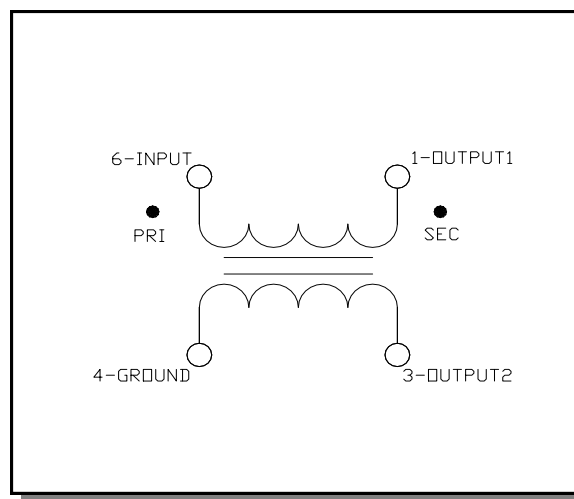 6-INPUT
1-OUTPUT1
PRI
SEC
4-GROUND
3-OUTPUT2